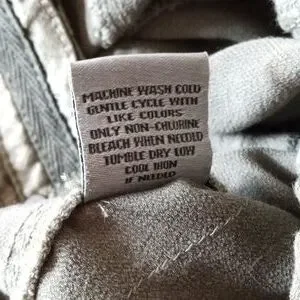 MACHINE WASH COLD
GENTLE CYCLE WITH
LIKE COLORS
ONLY NON-CHLORINE
BLEACH WHEN NEEDED
TUMBLE DRY LOW
COOL IRON
IF NEEDED